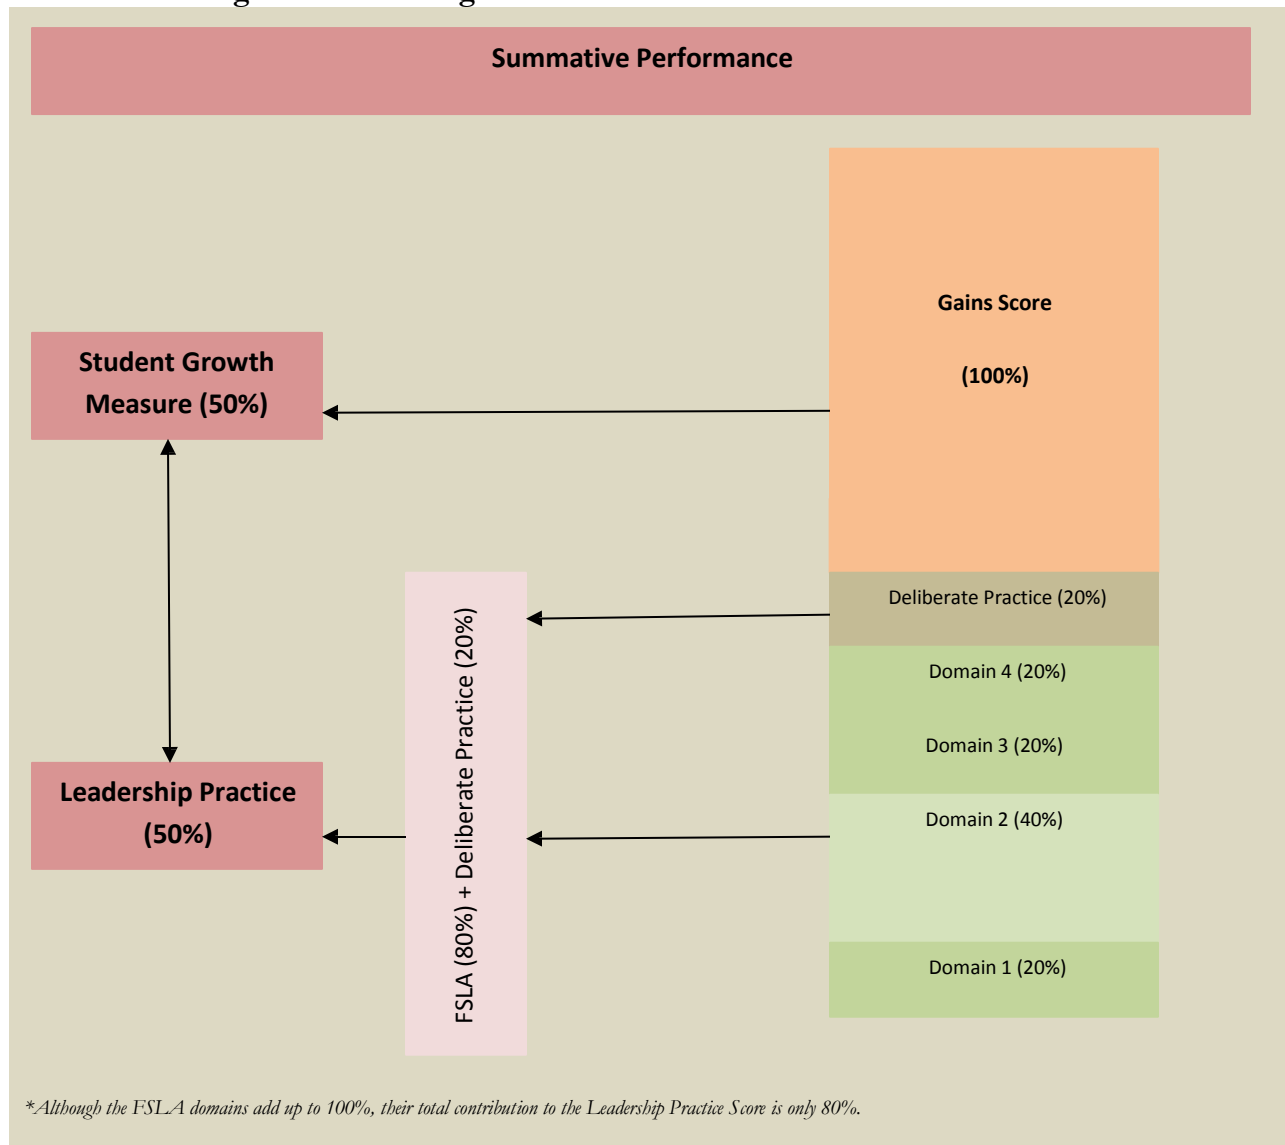 Summative Performance
Gains Score
(100%)
Student Growth
Measure (50%)
Deliberate Practice (20%)
Domain 4 (20%)
Domain 3 (20%)
Leadership Practice
(50%)
FSLA (80%) + Deliberate Practice (20%)
Domain 2 (40%)
Domain 1 (20%)
*Although the FSLA domains add up to 100%, their total contribution to the Leadership Practice Score is only 80%.